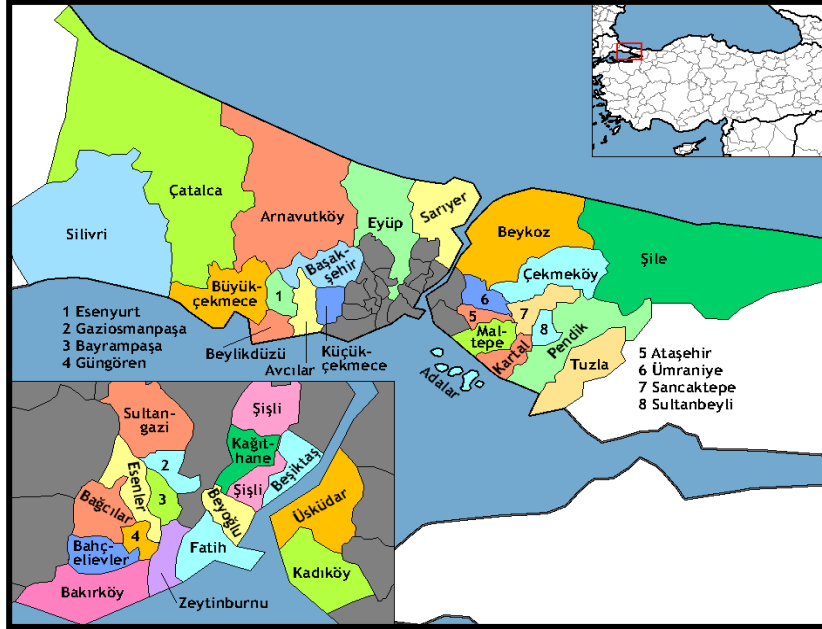 Çatalca
Silivri
Arnavutköy
Eyüp
Sarıyer
Beykoz
Şile
Çekmeköy
Başak-
şehir
Büyük-
çekmece
1
6
7
5
8
Mal-
tepe
Kartal
Pendik
Tuzla
Beylikdüzü
Avcılar
Küçük-
çekmece
Adalar
1 Esenyurt
2 Gaziosmanpaşa
3 Bayrampaşa
4 Güngören
5 Ataşehir
6 Ümraniye
7 Sancaktepe
8 Sultanbeyli
Sultan-
gazi
Şişli
Kağıt-
hane
Beşiktaş
2
Esenler
3
Şişli
Bağcılar
Beyoğlu
Üsküdar
4
Bahç-
elievler
Fatih
Kadıköy
Bakırköy
Zeytinburnu